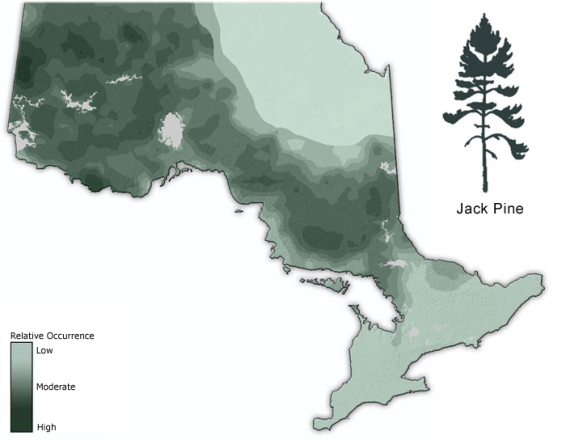 Jack Pine
Relative Occurrence
Low
Moderate
High